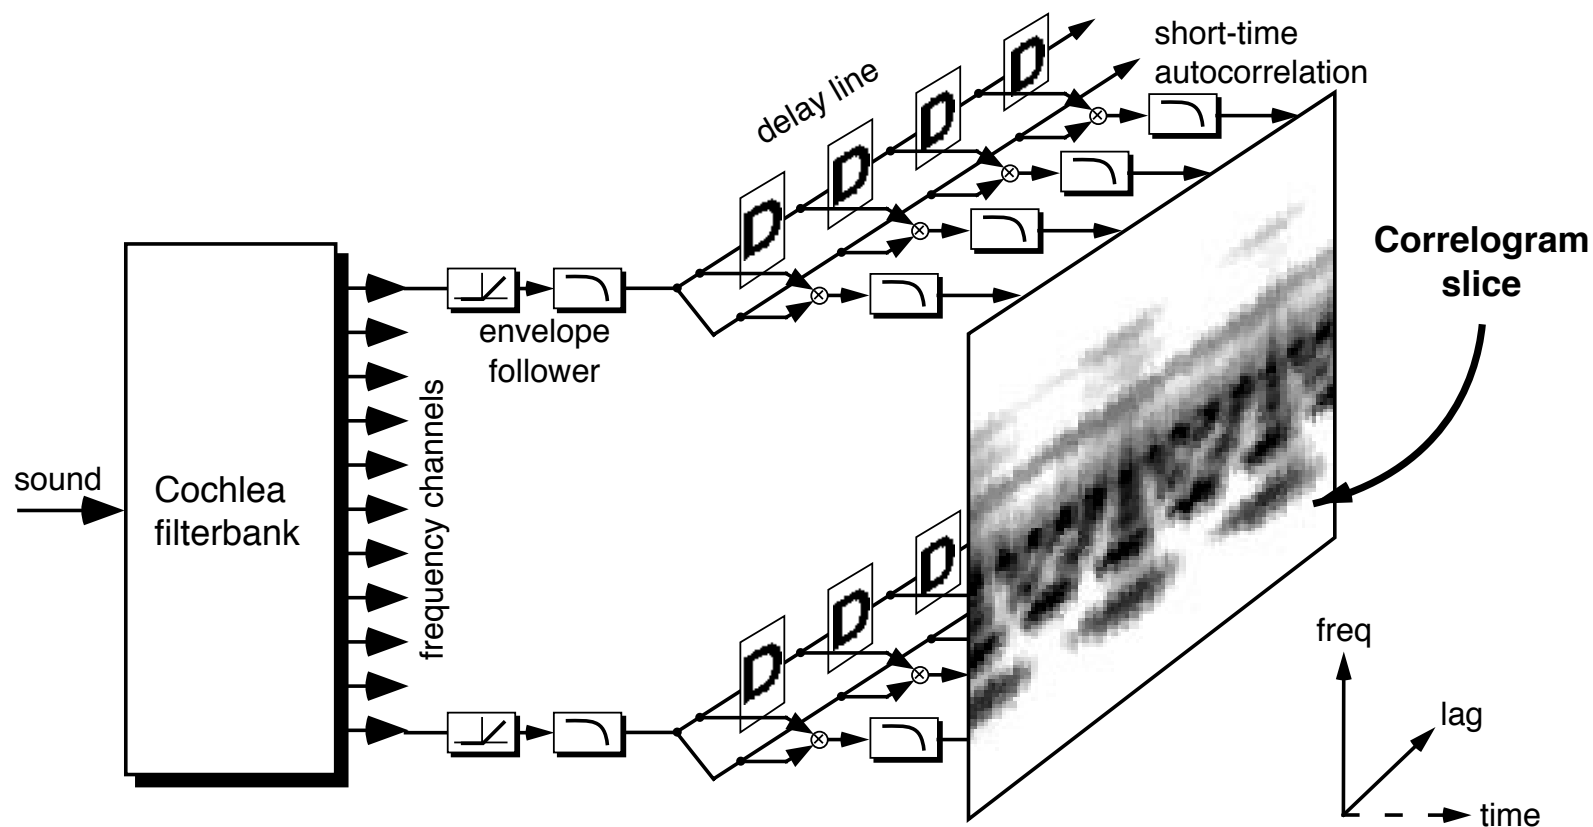 short-time
autocorrelation
delay line
D
D
D
D
Correlogram
slice
envelope
follower
frequency channels
sound
Cochlea
filterbank
D
D
D
freq
lag
time